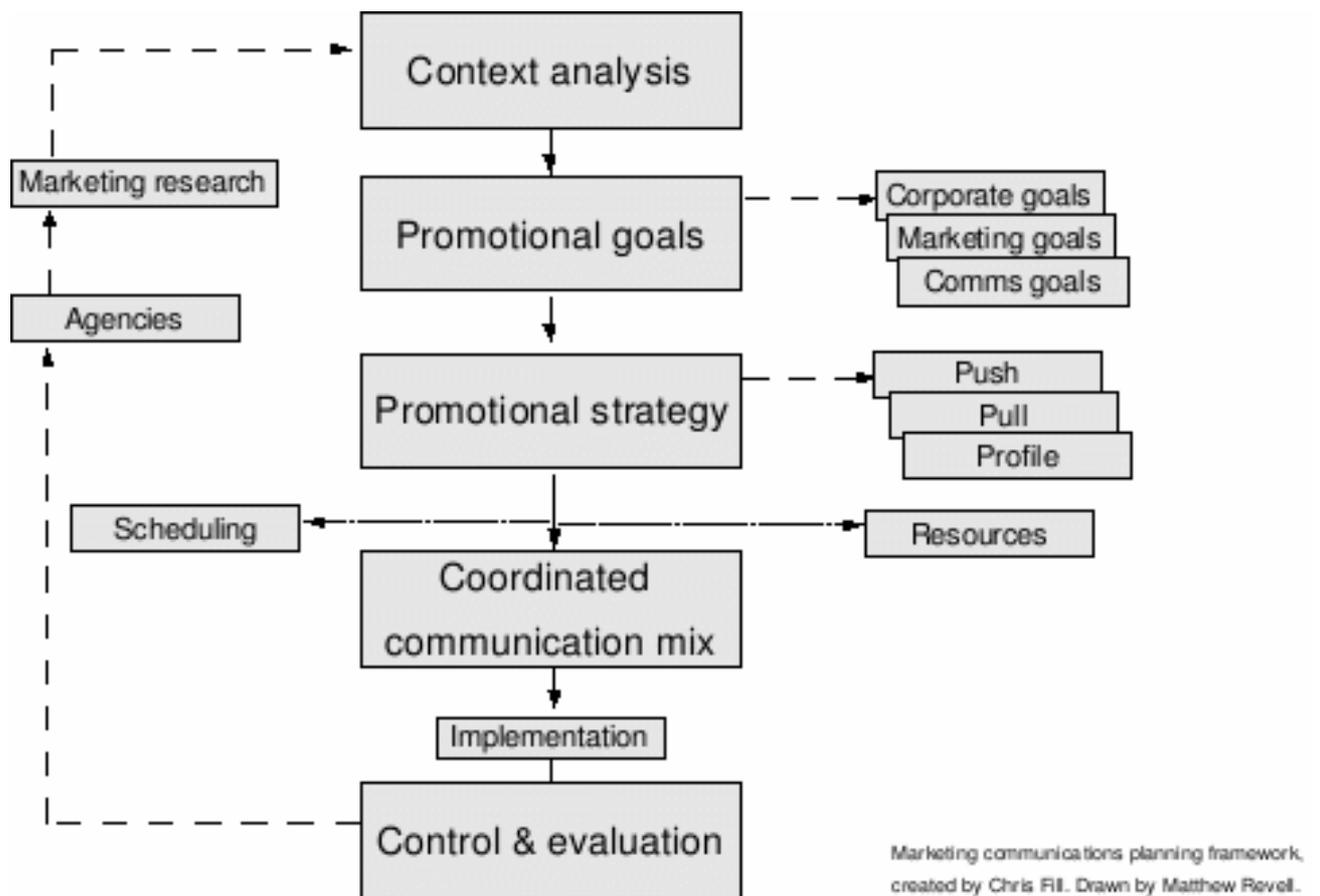 Context analysis
Marketing research
Promotional goals
Corporate goals
Marketing goals
Comms goals
Agencies
Promotional strategy
Push
Pull
Profile
Scheduling
Resources
Coordinated
communication mix
Implementation
Control & evaluation
Marketing communications planning framework,
created by Chris Fill. Drawn by Matthew Revell.